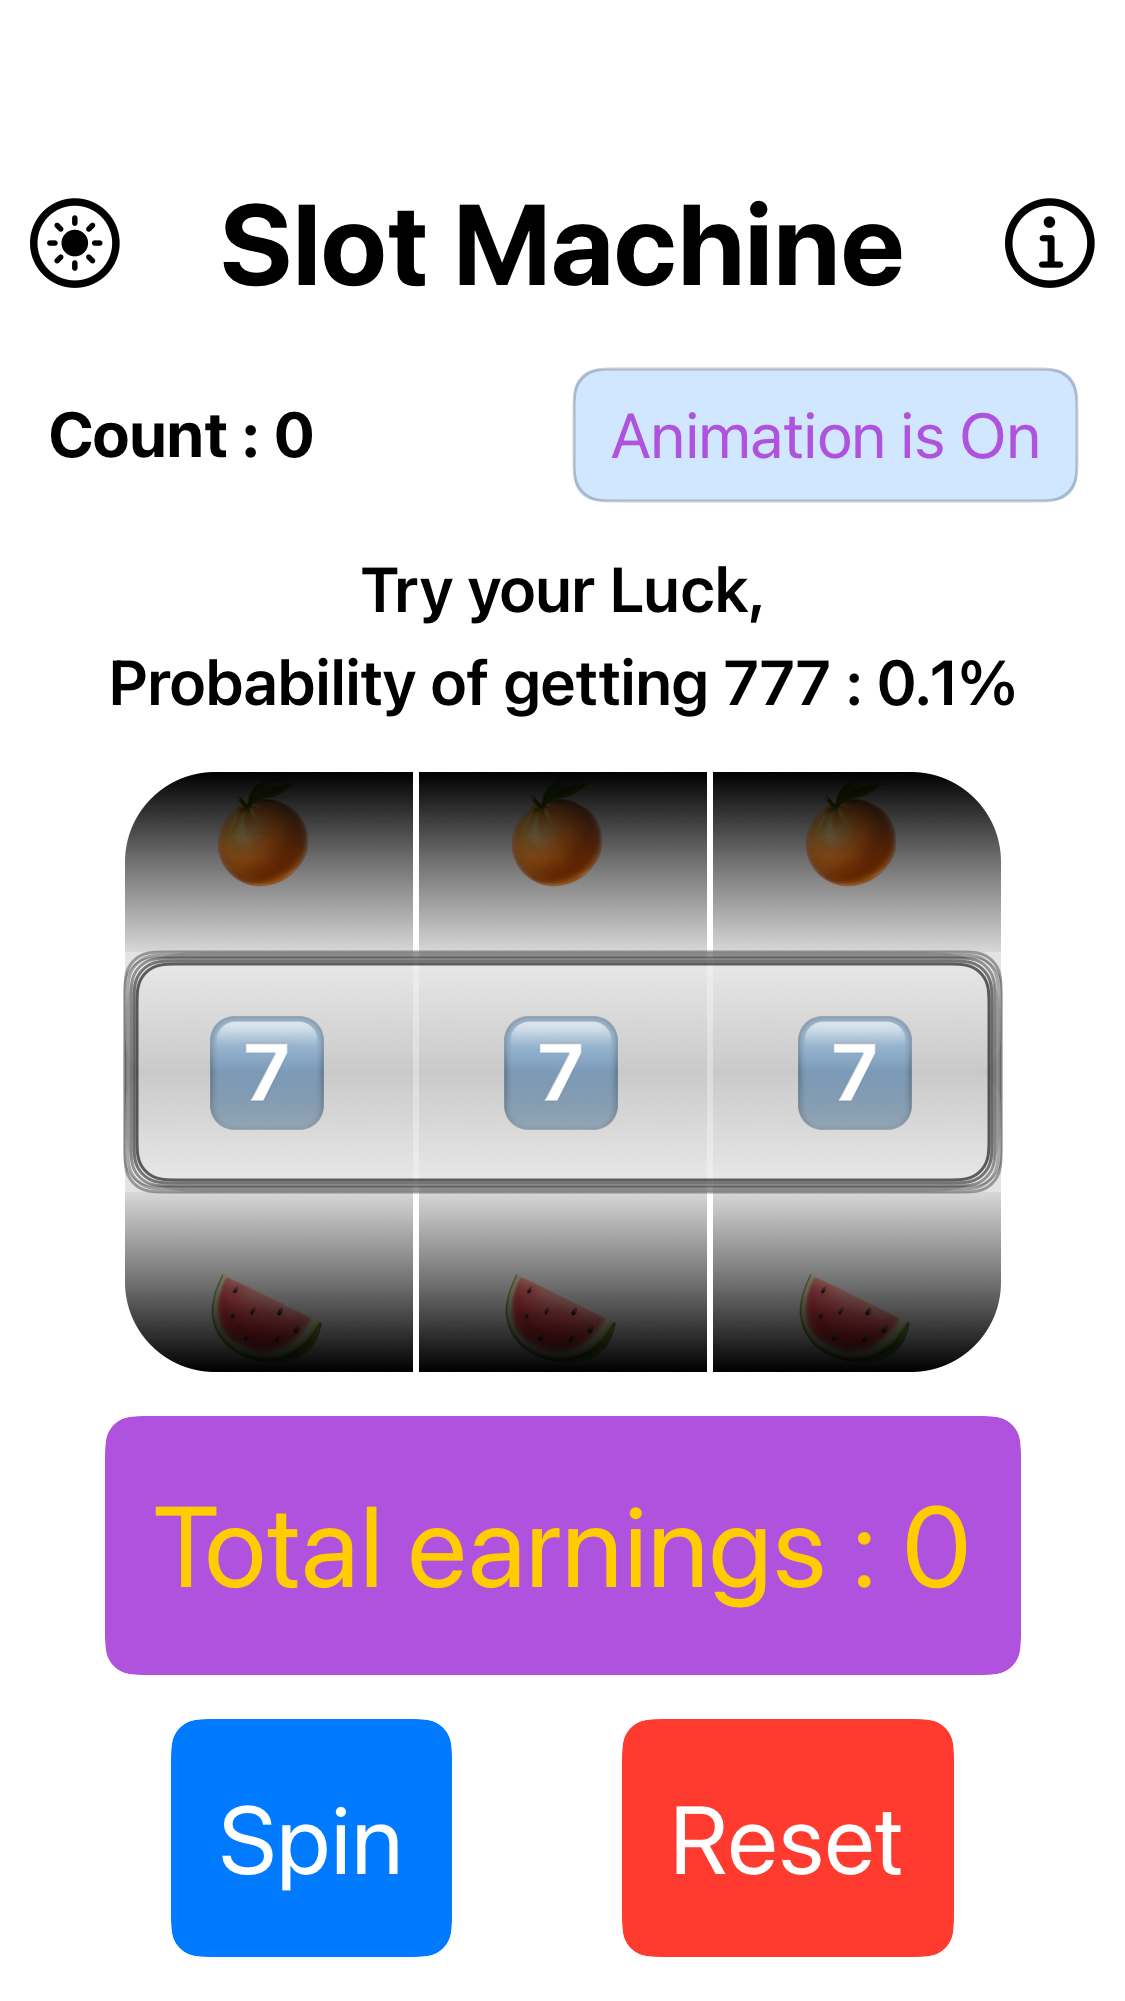 Slot Machine
Count : 0
Animation is On
Try your Luck,
Probability of getting 777 : 0.1%
7 7 7
Total earnings : 0
Spin
Reset